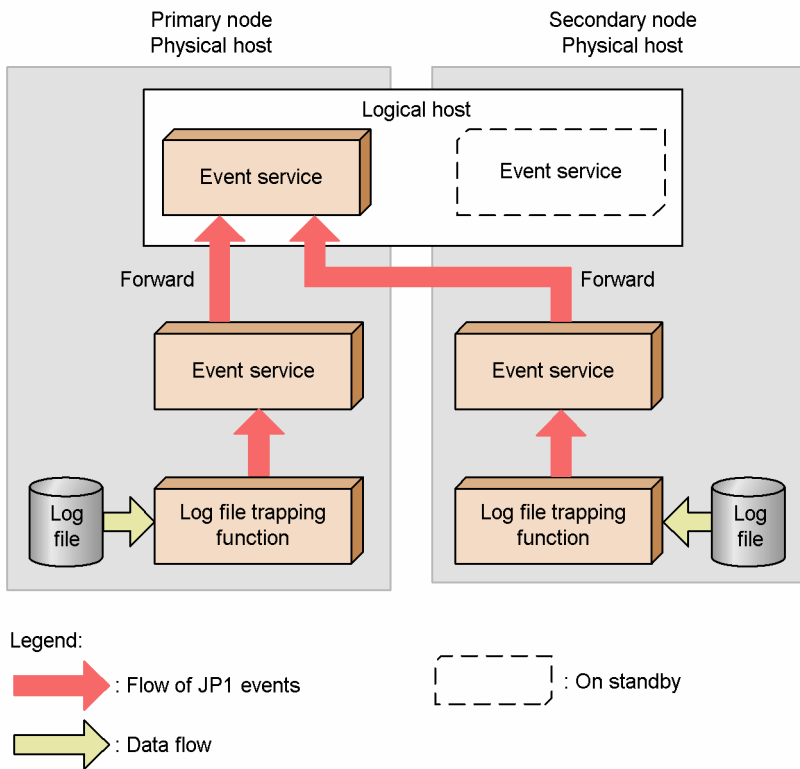 Primary node
Physical host
Secondary node
Physical host
Logical host
Event service
Event service
Forward
Forward
Event service
Event service
Log
file
Log file trapping
function
Log file trapping
function
Log
file
Legend:
: Flow of JP1 events
: On standby
: Data flow